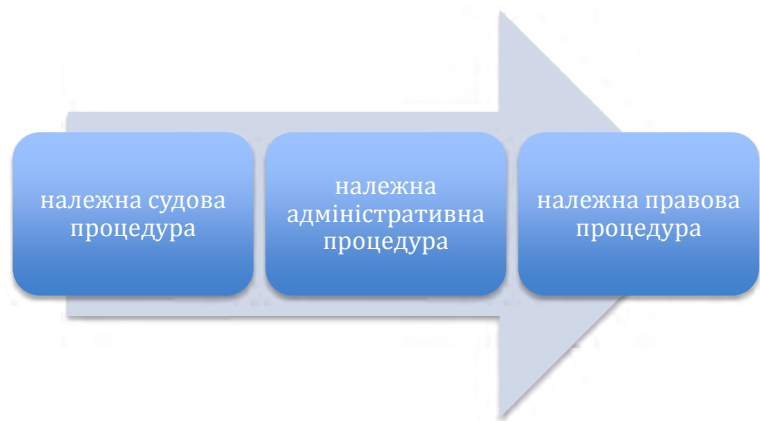 належна судова
процедура
належна
адміністративна
процедура
належна правова
процедура